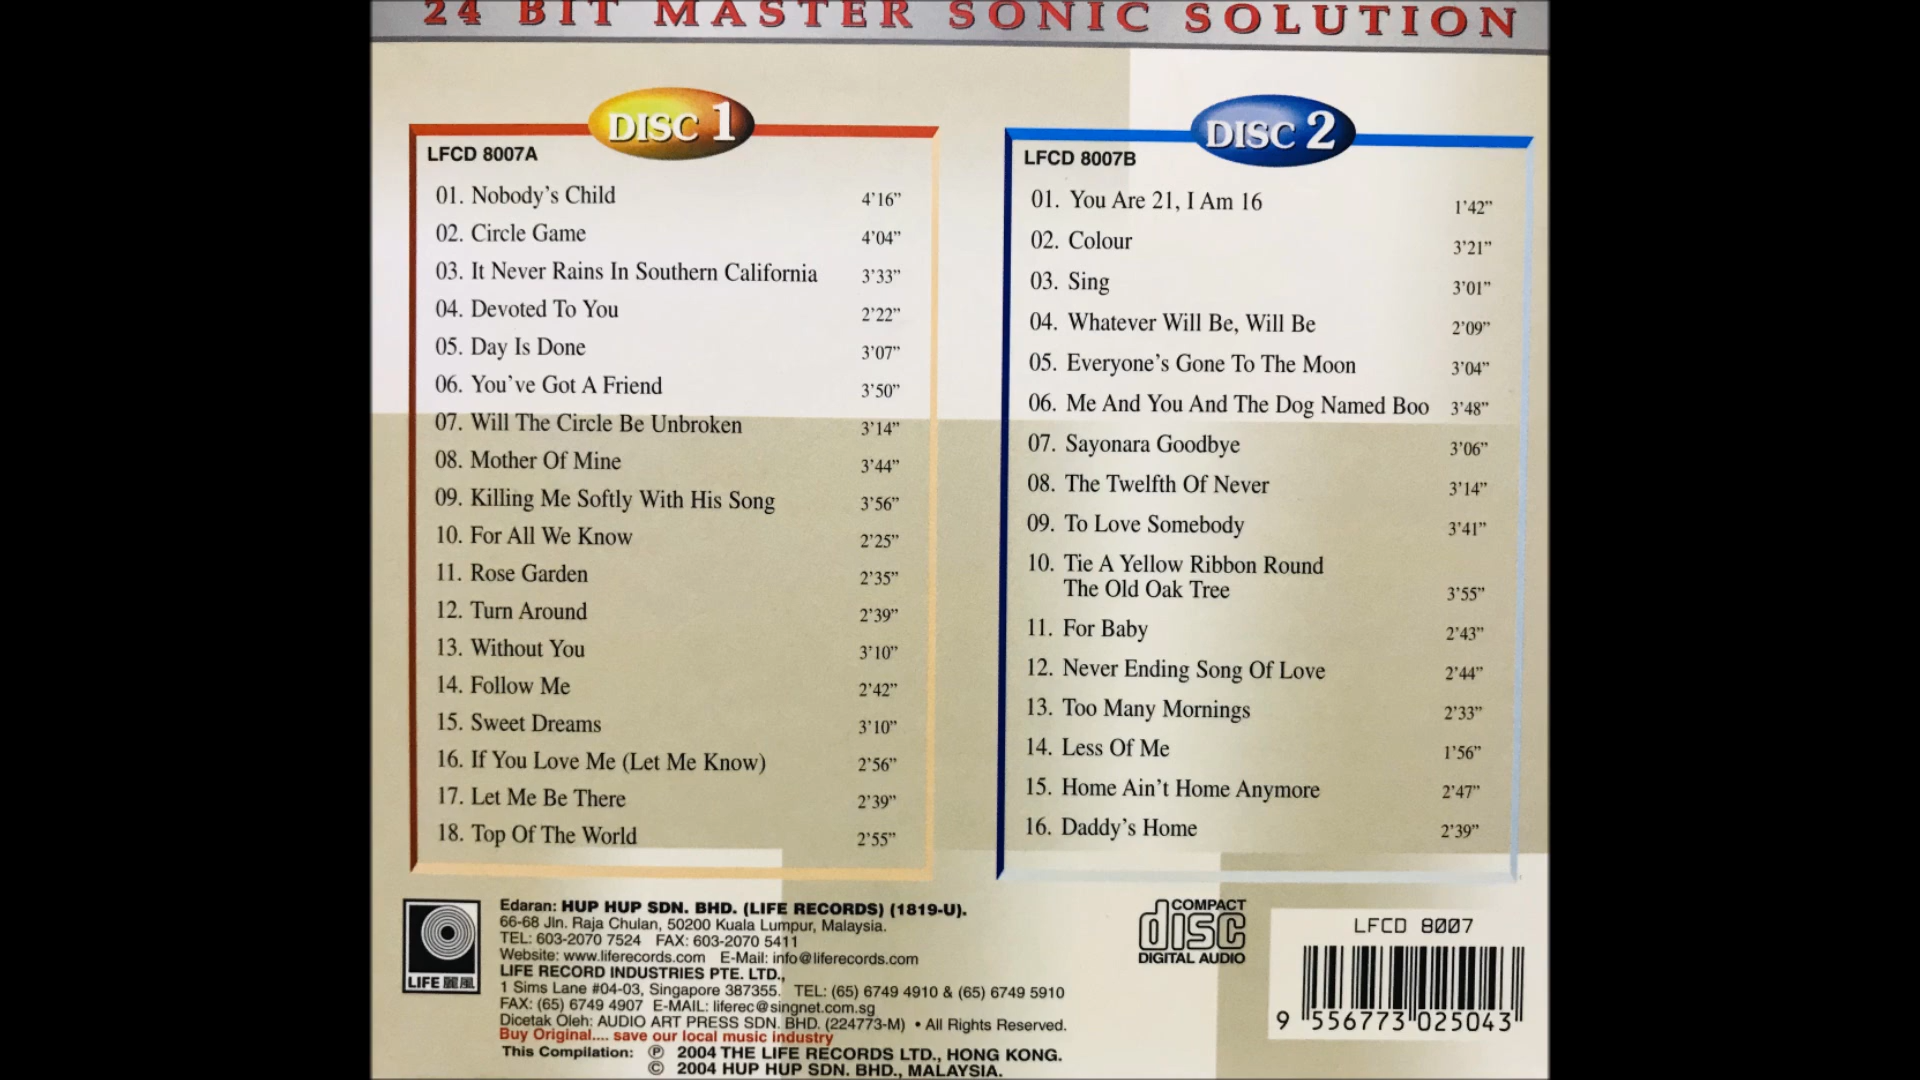 24 BIT MASTER SONIC SOLUTION
DISC 1
LFCD 8007A
01. Nobody's Child 4'16"
02. Circle Game 4'04"
03. It Never Rains In Southern California 3'33"
04. Devoted To You 2'22"
05. Day Is Done 3'07"
06. You've Got A Friend 3'50"
07. Will The Circle Be Unbroken 3'14"
08. Mother Of Mine 3'44"
09. Killing Me Softly With His Song 3'56"
10. For All We Know 2'25"
11. Rose Garden 2'35"
12. Turn Around 2'39"
13. Without You 3'10"
14. Follow Me 2'42"
15. Sweet Dreams 3'10"
16. If You Love Me (Let Me Know) 2'56"
17. Let Me Be There 2'39"
18. Top Of The World 2'55"
DISC 2
LFCD 8007B
01. You Are 21, I Am 16 1'42"
02. Colour 3'21"
03. Sing 3'01"
04. Whatever Will Be, Will Be 2'09"
05. Everyone's Gone To The Moon 3'04"
06. Me And You And The Dog Named Boo 3'48"
07. Sayonara Goodbye 3'06"
08. The Twelfth Of Never 3'14"
09. To Love Somebody 3'41"
10. Tie A Yellow Ribbon Round
The Old Oak Tree 3'55"
11. For Baby 2'43"
12. Never Ending Song Of Love 2'44"
13. Too Many Mornings 2'33"
14. Less Of Me 1'56"
15. Home Ain't Home Anymore 2'47"
16. Daddy's Home 2'39"
LIFE 麗風
Edaran: HUP HUP SDN. BHD. (LIFE RECORDS) (1819-U).
66-68 Jln. Raja Chulan, 50200 Kuala Lumpur, Malaysia.
TEL: 603-2070 7524 FAX: 603-2070 5411
Website: www.liferecords.com E-Mail: info@liferecords.com
LIFE RECORD INDUSTRIES PTE. LTD.,
1 Sims Lane #04-03, Singapore 387355. TEL: (65) 6749 4910 & (65) 6749 5910
FAX: (65) 6749 4907 E-MAIL: liferec@singnet.com.sg
Dicetak Oleh: AUDIO ART PRESS SDN. BHD. (224773-M) • All Rights Reserved.
Buy Original.... save our local music industry
This Compilation: ℗ 2004 THE LIFE RECORDS LTD., HONG KONG.
© 2004 HUP HUP SDN. BHD., MALAYSIA.
COMPACT
disc
DIGITAL AUDIO
LFCD 8007
9 556773 025043